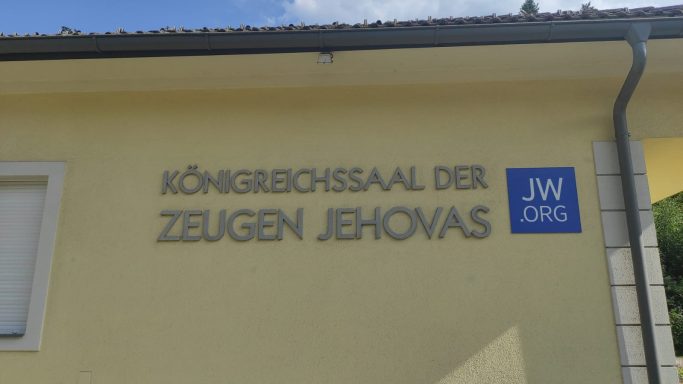 KÖNIGREICHSSAAL DER
ZEUGEN JEHOVAS
JW
.ORG